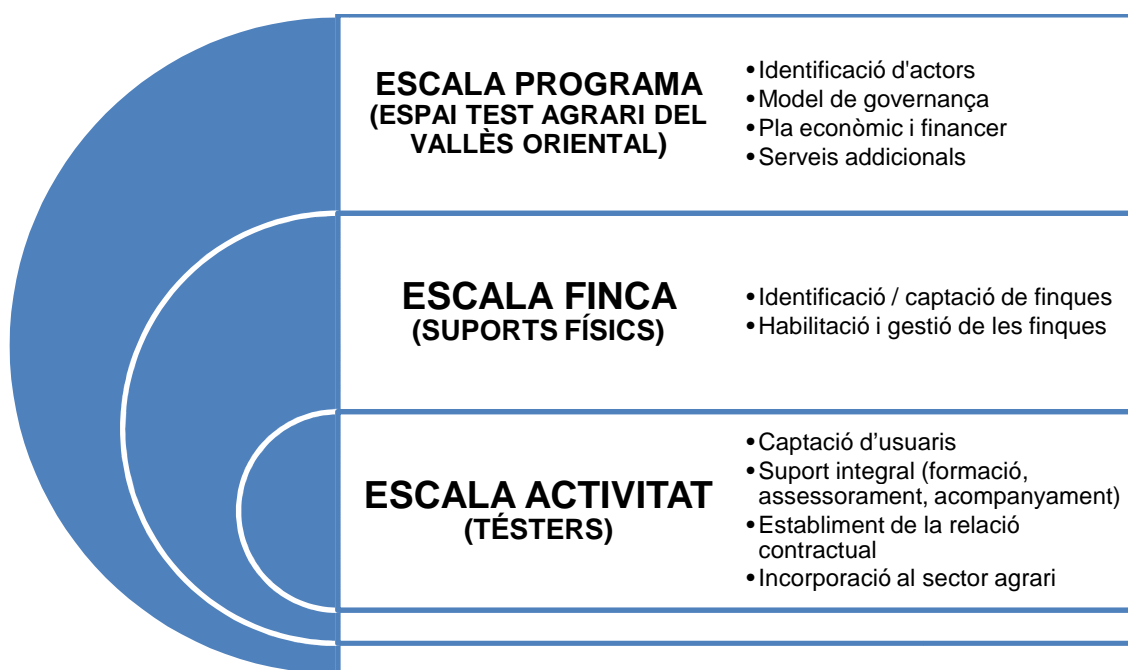 ESCALA PROGRAMA
(ESPAI TEST AGRARI DEL
VALLÈS ORIENTAL)
•Identificació d'actors
•Model de governança
•Pla econòmic i financer
•Serveis addicionals
ESCALA FINCA
(SUPORTS FÍSICS)
•Identificació / captació de finques
•Habilitació i gestió de les finques
ESCALA ACTIVITAT
(TÉSTERS)
•Captació d’usuaris
•Suport integral (formació,
assessorament, acompanyament)
•Establiment de la relació
contractual
•Incorporació al sector agrari